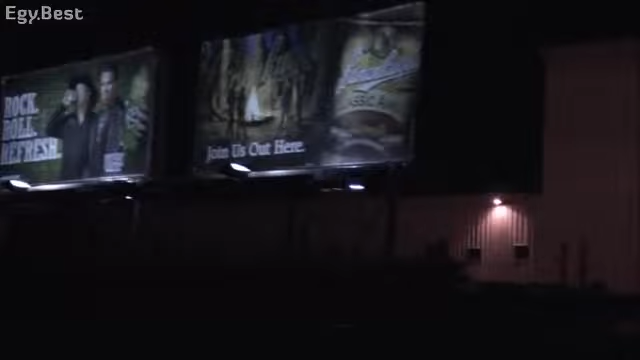 Egy.Best
ROCK.
ROLL.
REFRESH.
Join Us Out Here.